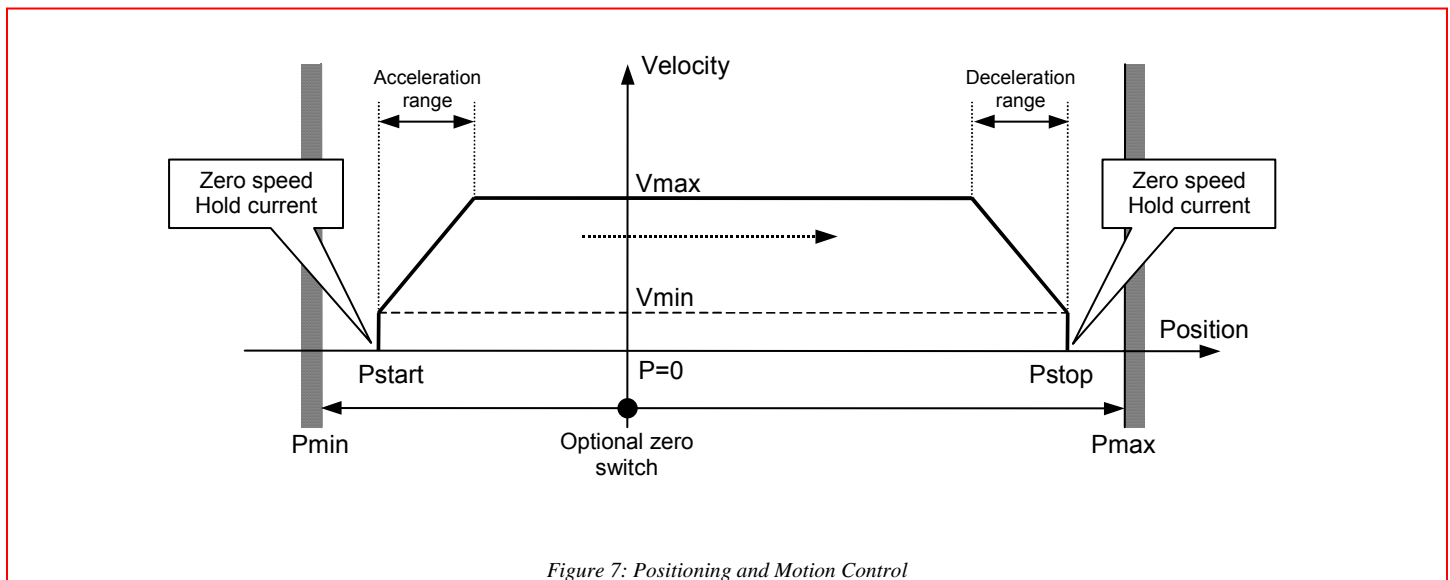 Velocity
Acceleration
range
Deceleration
range
Zero speed
Hold current
Vmax
Zero speed
Hold current
Vmin
Position
Pstart
P=0
Pstop
Pmin
Optional zero
switch
Pmax
Figure 7: Positioning and Motion Control